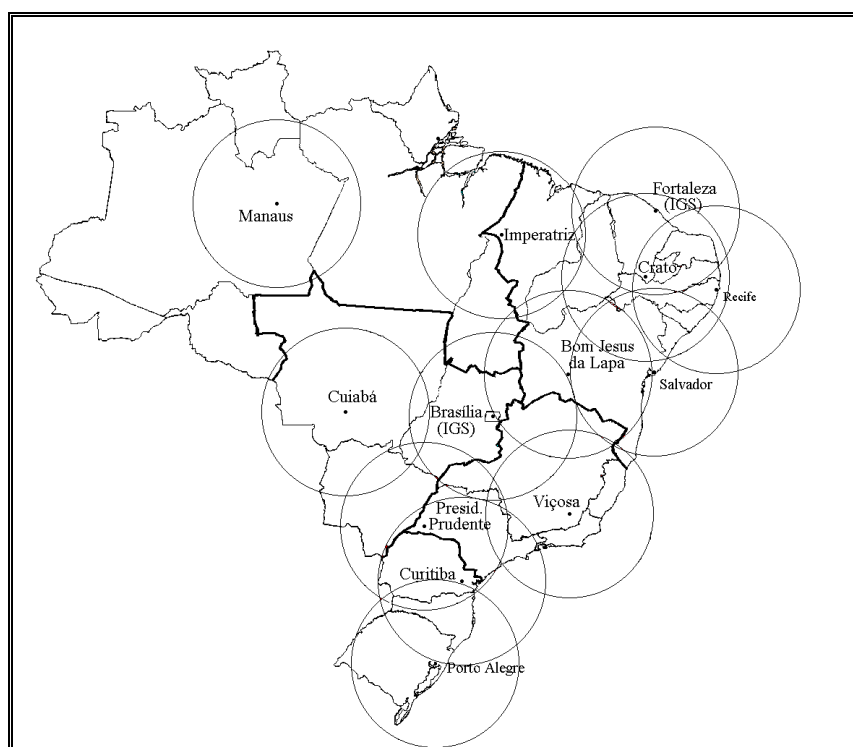 Fortaleza
(IGS)
Manaus
Imperatriz
Crato
Recife
Bom Jesus
da Lapa
Salvador
Cuiabá
Brasília
(IGS)
Viçosa
Presid.
Prudente
Curitiba
Porto Alegre